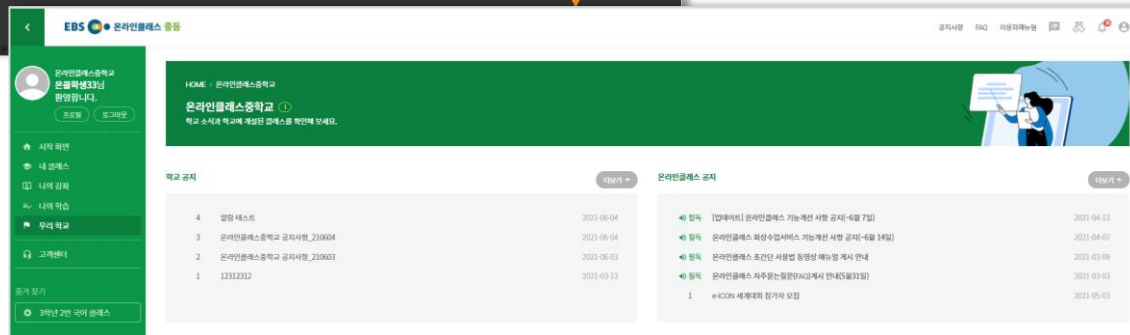 EBS 온라인클래스 중등
공지사항 FAQ 이용자매뉴얼
온라인클래스중학교
온클학생33님
환영합니다.
프로필 로그아웃
시작 화면
내 클래스
나의 강좌
나의 학습
우리 학교
고객센터
즐겨 찾기
3학년 2반 국어 클래스
HOME › 온라인클래스중학교
온라인클래스중학교
학교 소식과 학교에 개설된 클래스를 확인해 보세요.
학교 공지 더보기 +
4 알람 테스트 2021-06-04
3 온라인클래스중학교 공지사항_210604 2021-06-04
2 온라인클래스중학교 공지사항_210603 2021-06-03
1 12312312 2021-03-13
온라인클래스 공지 더보기 +
필독 [업데이트] 온라인클래스 기능개선 사항 공지(~6월 7일) 2021-04-13
필독 온라인클래스 화상수업서비스 기능개선 사항 공지(~6월 14일) 2021-04-07
필독 온라인클래스 초간단 사용법 동영상 매뉴얼 게시 안내 2021-03-09
필독 온라인클래스 자주묻는질문(FAQ)게시 안내(5월31일) 2021-03-03
1 e-ICON 세계대회 참가자 모집 2021-05-03